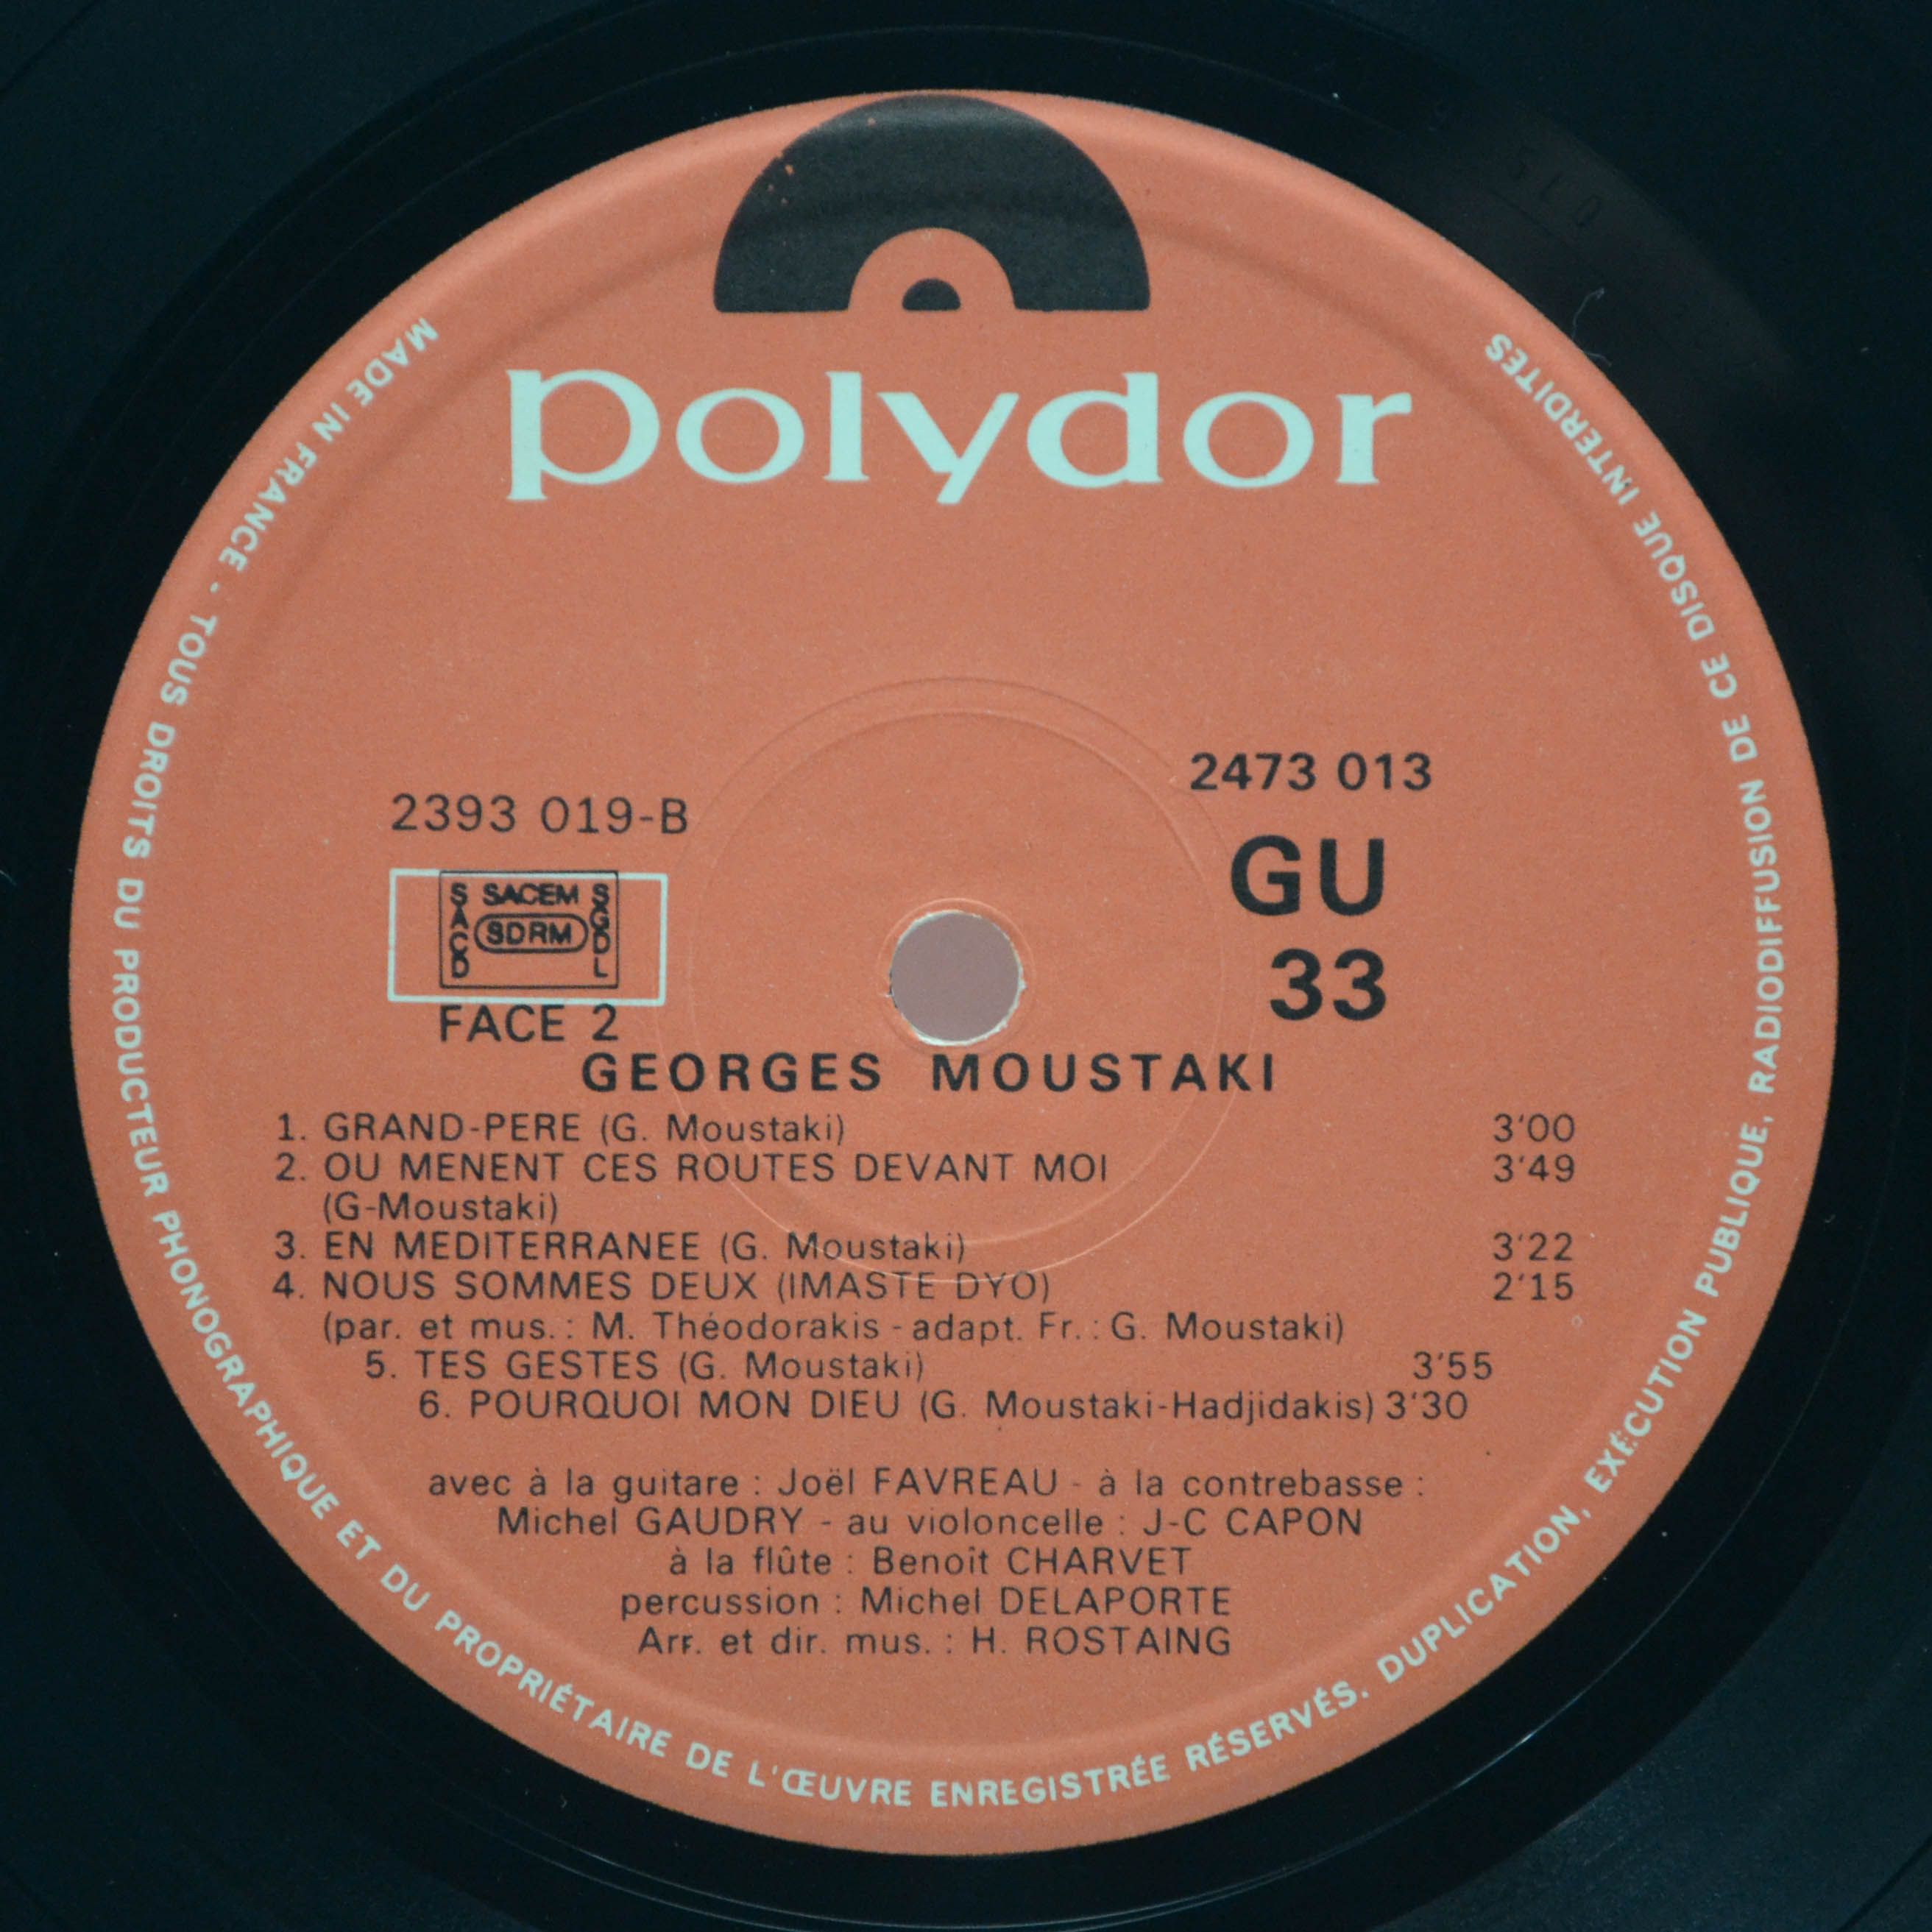 polydor
MADE IN FRANCE - TOUS DROITS DU PRODUCTEUR PHONOGRAPHIQUE ET DU PROPRIÉTAIRE DE L'ŒUVRE ENREGISTRÉE RÉSERVÉS. DUPLICATION, EXÉCUTION PUBLIQUE, RADIODIFFUSION DE CE DISQUE INTERDITES
2473 013
2393 019-B
GU
33
SACEM
SACD
SDRM
SGDL
FACE 2
GEORGES MOUSTAKI
1. GRAND-PERE (G. Moustaki) 3'00
2. OU MENENT CES ROUTES DEVANT MOI 3'49
(G-Moustaki)
3. EN MEDITERRANEE (G. Moustaki) 3'22
4. NOUS SOMMES DEUX (IMASTE DYO) 2'15
(par. et mus. : M. Théodorakis - adapt. Fr. : G. Moustaki)
5. TES GESTES (G. Moustaki) 3'55
6. POURQUOI MON DIEU (G. Moustaki-Hadjidakis) 3'30
avec à la guitare : Joël FAVREAU - à la contrebasse :
Michel GAUDRY - au violoncelle : J-C CAPON
à la flûte : Benoît CHARVET
percussion : Michel DELAPORTE
Arr. et dir. mus. : H. ROSTAING